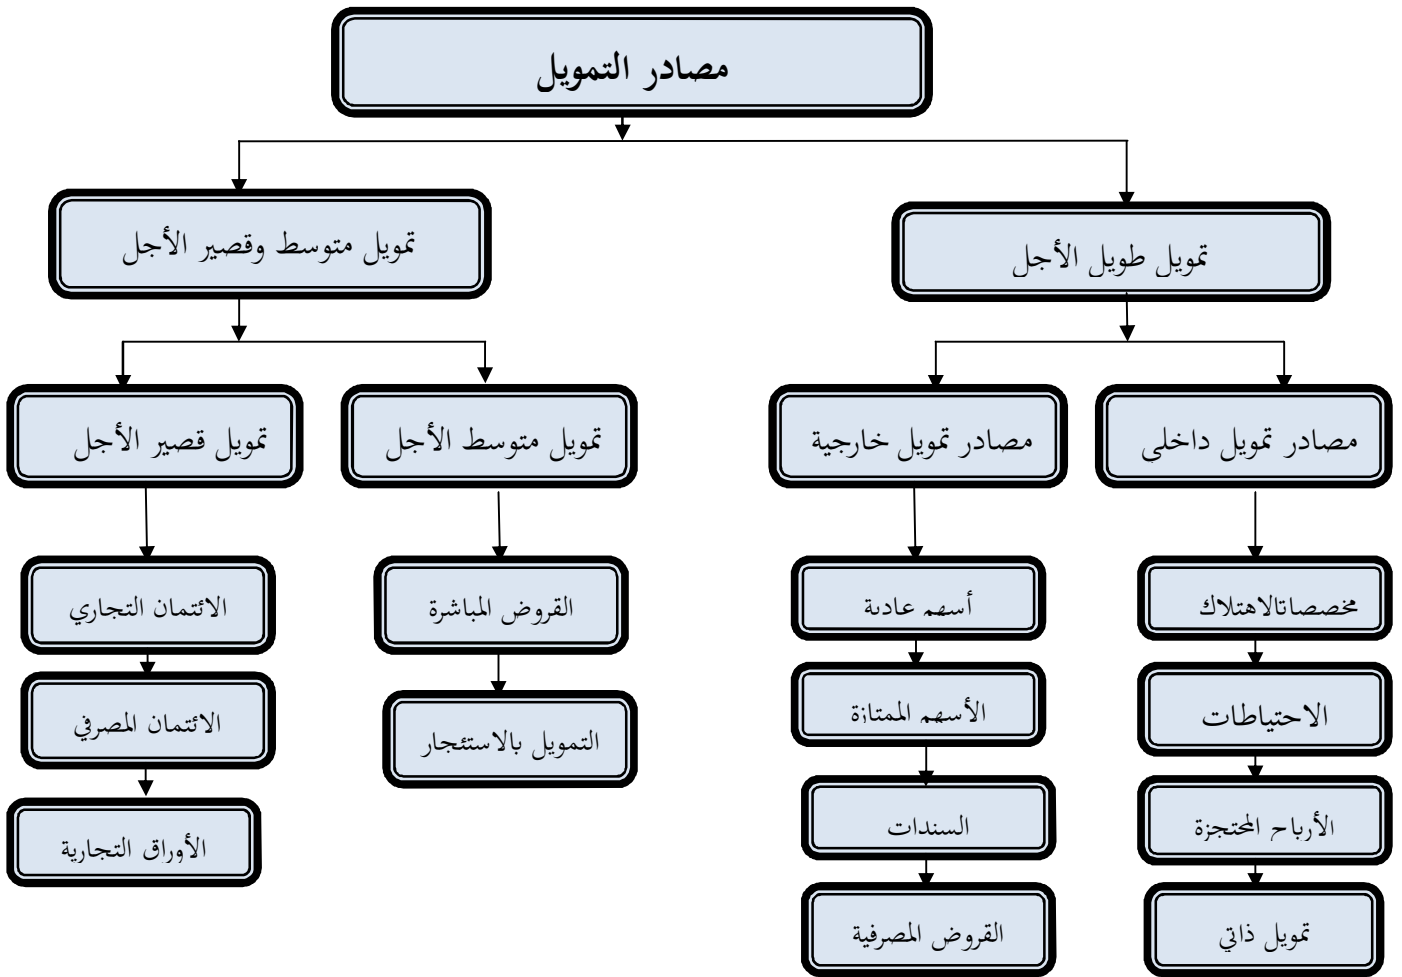 مصادر التمويل
تمويل طويل الأجل
تمويل متوسط وقصير الأجل
مصادر تمويل داخلي
مصادر تمويل خارجية
تمويل متوسط الأجل
تمويل قصير الأجل
مخصصاتالاهتلاك
أسهم عادية
القروض المباشرة
الائتمان التجاري
الاحتياطات
الأسهم الممتازة
التمويل بالاستئجار
الائتمان المصرفي
الأرباح المحتجزة
السندات
الأوراق التجارية
تمويل ذاتي
القروض المصرفية